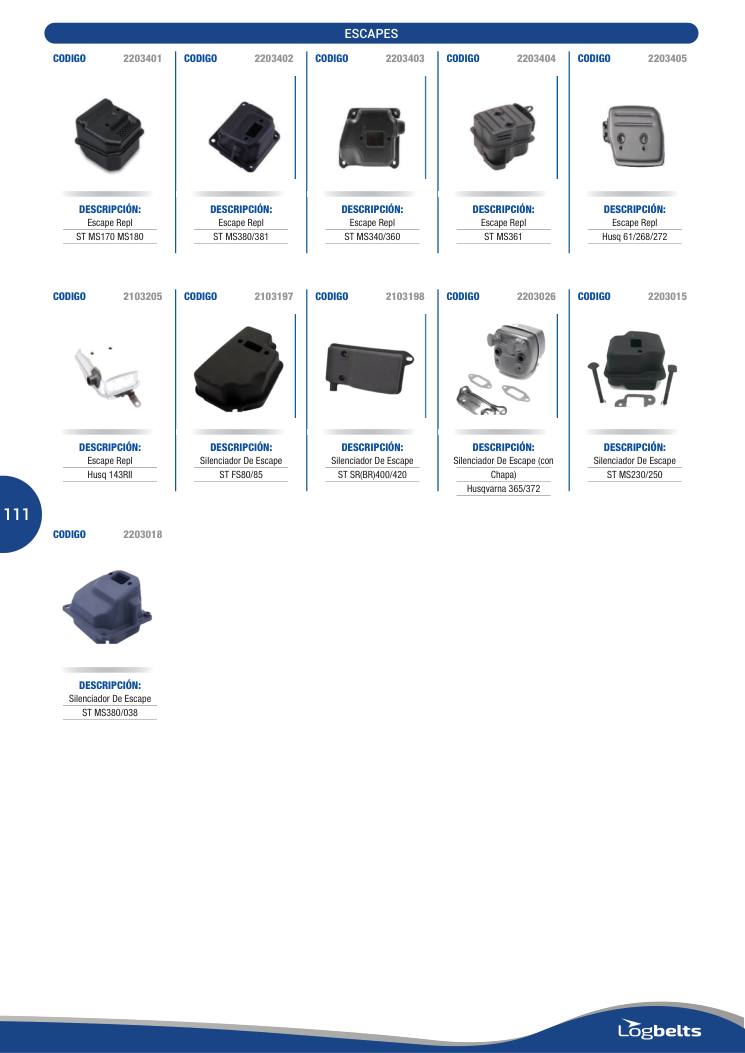 ESCAPES
CODIGO 2203401
DESCRIPCIÓN:
Escape Repl
ST MS170 MS180
CODIGO 2203402
DESCRIPCIÓN:
Escape Repl
ST MS380/381
CODIGO 2203403
DESCRIPCIÓN:
Escape Repl
ST MS340/360
CODIGO 2203404
DESCRIPCIÓN:
Escape Repl
ST MS361
CODIGO 2203405
DESCRIPCIÓN:
Escape Repl
Husq 61/268/272
CODIGO 2103205
DESCRIPCIÓN:
Escape Repl
Husq 143RII
CODIGO 2103197
DESCRIPCIÓN:
Silenciador De Escape
ST FS80/85
CODIGO 2103198
DESCRIPCIÓN:
Silenciador De Escape
ST SR(BR)400/420
CODIGO 2203026
DESCRIPCIÓN:
Silenciador De Escape (con
Chapa)
Husqvarna 365/372
CODIGO 2203015
DESCRIPCIÓN:
Silenciador De Escape
ST MS230/250
111
CODIGO 2203018
DESCRIPCIÓN:
Silenciador De Escape
ST MS380/038
Logbelts